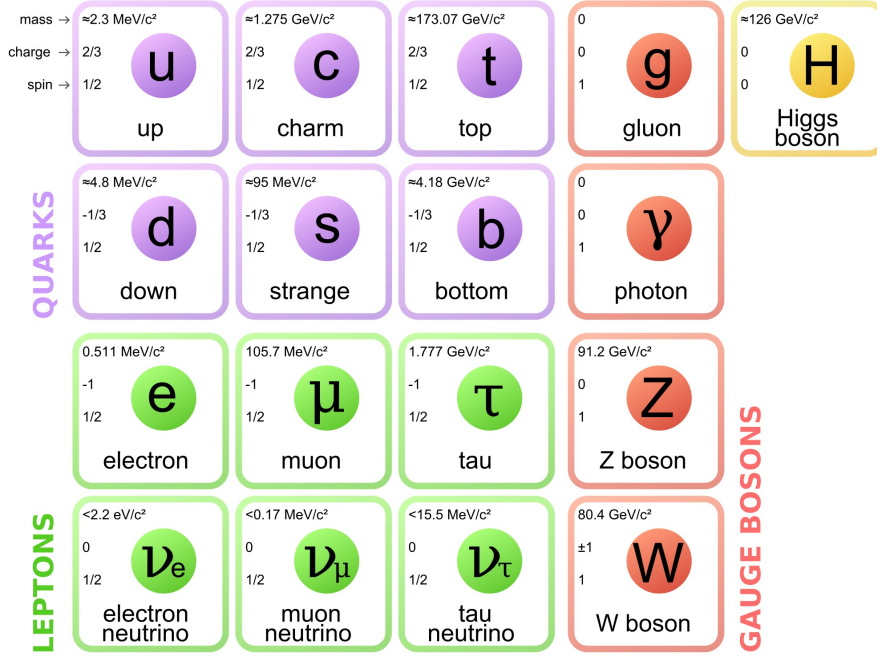 mass → ≈2.3 MeV/c² ≈1.275 GeV/c² ≈173.07 GeV/c² 0 ≈126 GeV/c²
charge → 2/3 2/3 2/3 0 0
spin → 1/2 1/2 1/2 1 0
u c t g H
up charm top gluon Higgs
boson
QUARKS
≈4.8 MeV/c² ≈95 MeV/c² ≈4.18 GeV/c² 0
-1/3 -1/3 -1/3 0
1/2 1/2 1/2 1
d s b γ
down strange bottom photon
0.511 MeV/c² 105.7 MeV/c² 1.777 GeV/c² 91.2 GeV/c²
-1 -1 -1 0
1/2 1/2 1/2 1
e μ τ Z
electron muon tau Z boson
LEPTONS
<2.2 eV/c² <0.17 MeV/c² <15.5 MeV/c² 80.4 GeV/c²
0 0 0 ±1
1/2 1/2 1/2 1
νe νμ ντ W
electron muon tau W boson
neutrino neutrino neutrino
GAUGE BOSONS